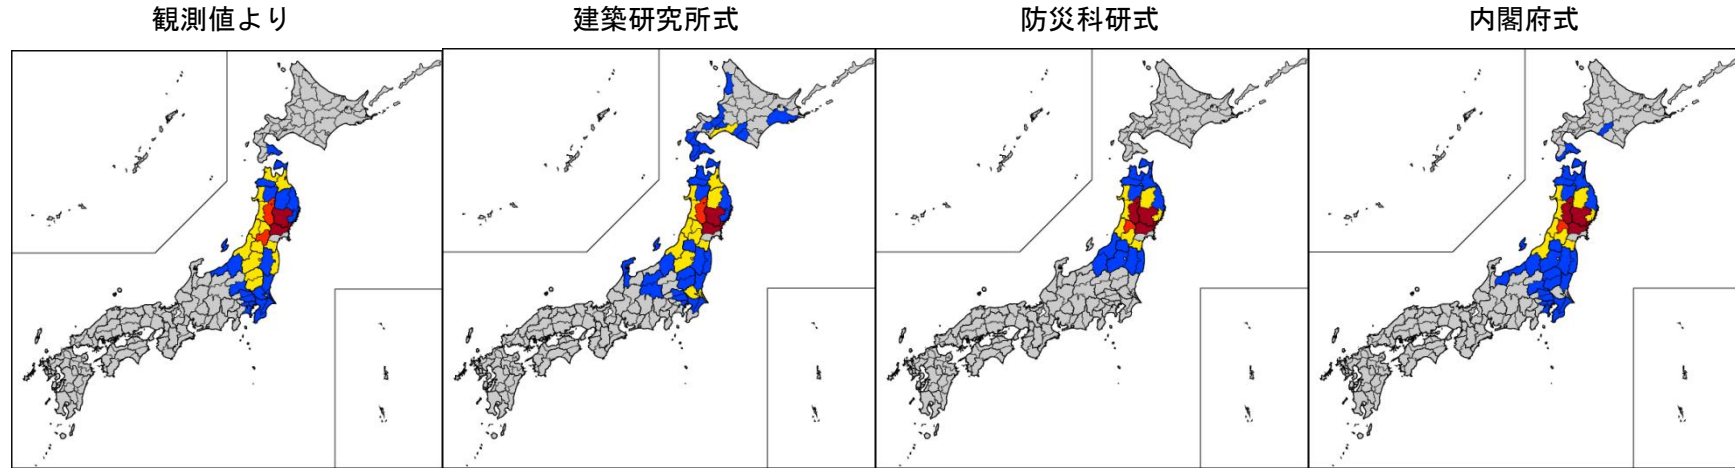 観測値より
建築研究所式
防災科研式
内閣府式